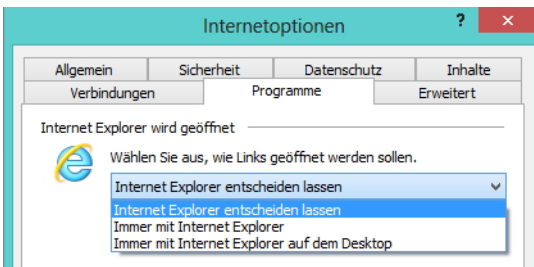 Internetoptionen ? ×
Allgemein Sicherheit Datenschutz Inhalte
Verbindungen Programme Erweitert
Internet Explorer wird geöffnet
Wählen Sie aus, wie Links geöffnet werden sollen.
Internet Explorer entscheiden lassen
Internet Explorer entscheiden lassen
Immer mit Internet Explorer
Immer mit Internet Explorer auf dem Desktop